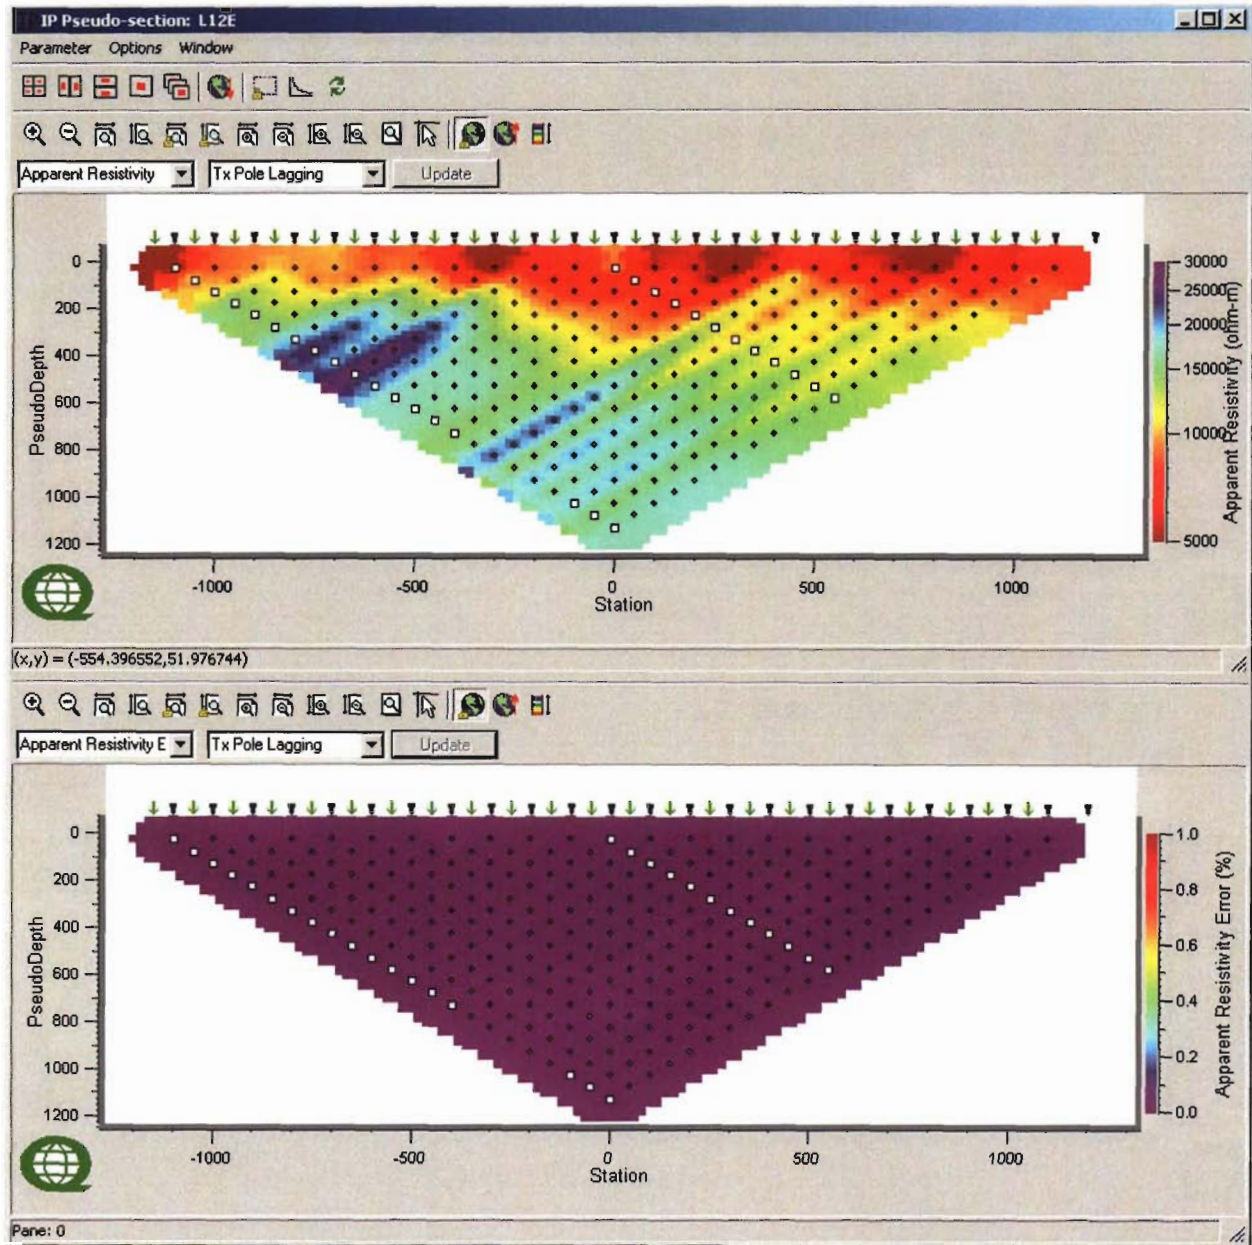 IP Pseudo-section: L12E
Parameter Options Window
Apparent Resistivity Tx Pole Lagging Update
0
200
400
600
800
1000
1200
PseudoDepth
-1000 -500 0 500 1000
Station
30000
25000
20000
15000
10000
5000
Apparent Resistivity (ohm-m)
(x,y) = (-554.396552,51.976744)
Apparent Resistivity E Tx Pole Lagging Update
0
200
400
600
800
1000
1200
PseudoDepth
-1000 -500 0 500 1000
Station
1.0
0.8
0.6
0.4
0.2
0.0
Apparent Resistivity Error (%)
Pane: 0